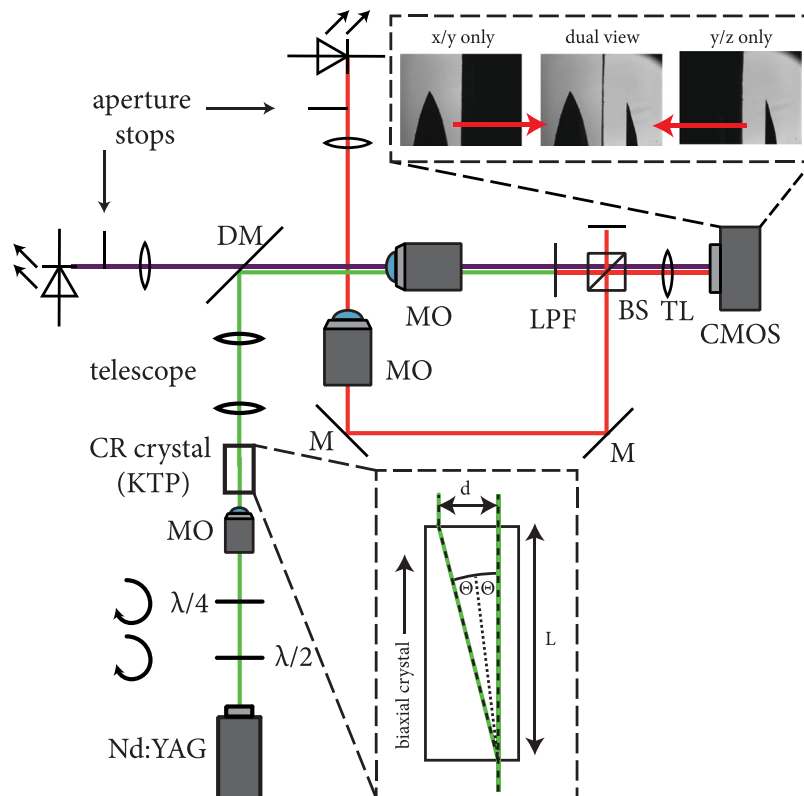 x/y only
dual view
y/z only
aperture
stops
DM
MO
LPF
BS
TL
CMOS
telescope
MO
M
M
CR crystal
(KTP)
MO
d
Θ
Θ
L
biaxial crystal
λ/4
λ/2
Nd:YAG